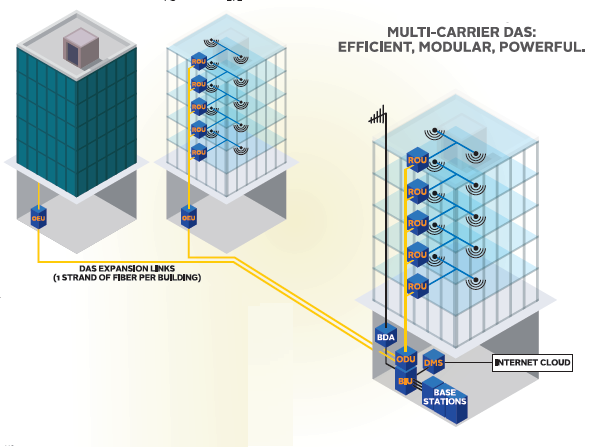 MULTI-CARRIER DAS:
EFFICIENT, MODULAR, POWERFUL.
ROU
ROU
ROU
ROU
ROU
OEU
OEU
DAS EXPANSION LINKS
(1 STRAND OF FIBER PER BUILDING)
ROU
ROU
ROU
ROU
ROU
BDA
ODU
DMS
INTERNET CLOUD
BIU
BASE
STATIONS